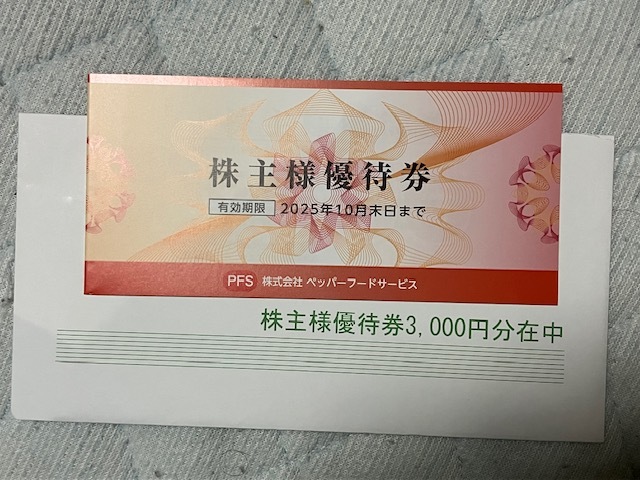 株主様優待券
有効期限 2025年10月末日まで
PFS 株式会社 ペッパーフードサービス
株主様優待券3,000円分在中